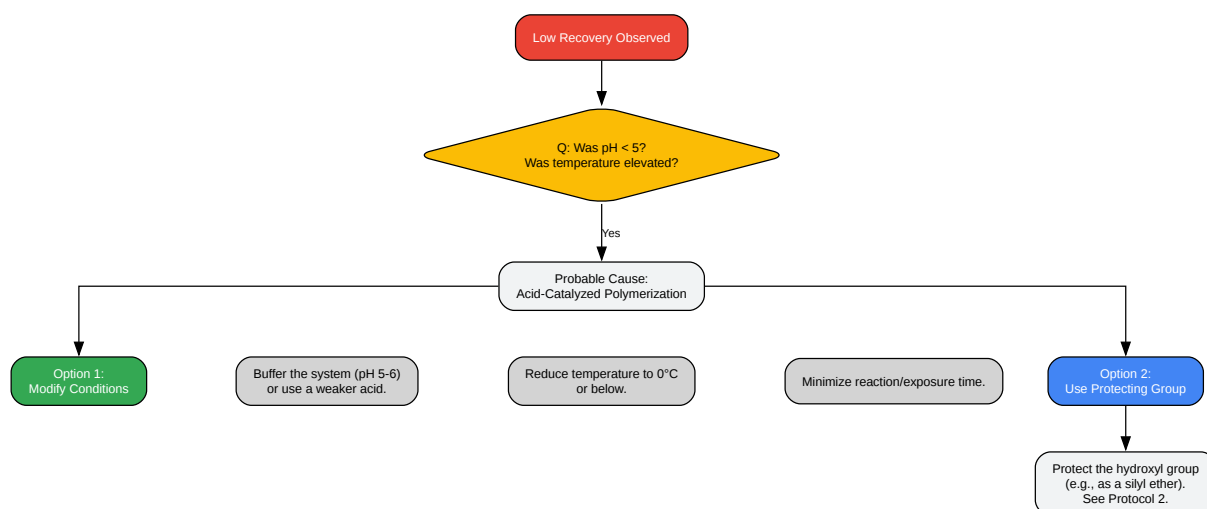 Low Recovery Observed
Q: Was pH < 5?
Was temperature elevated?
Yes
Probable Cause:
Acid-Catalyzed Polymerization
Option 1:
Modify Conditions
Buffer the system (pH 5-6)
or use a weaker acid.
Reduce temperature to 0°C
or below.
Minimize reaction/exposure time.
Option 2:
Use Protecting Group
Protect the hydroxyl group
(e.g., as a silyl ether).
See Protocol 2.